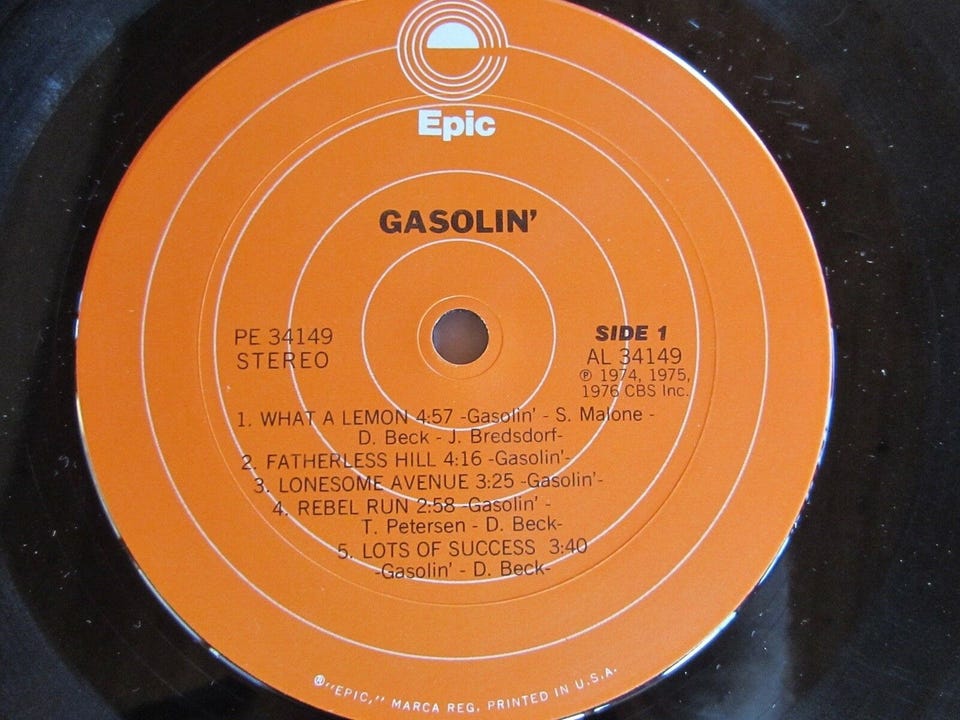 Epic
GASOLIN'
PE 34149
STEREO
SIDE 1
AL 34149
℗ 1974, 1975,
1976 CBS Inc.
1. WHAT A LEMON 4:57 -Gasolin' - S. Malone -
D. Beck - J. Bredsdorf-
2. FATHERLESS HILL 4:16 -Gasolin'-
3. LONESOME AVENUE 3:25 -Gasolin'-
4. REBEL RUN 2:58 -Gasolin' -
T. Petersen - D. Beck-
5. LOTS OF SUCCESS 3:40
-Gasolin' - D. Beck-
®"EPIC," MARCA REG. PRINTED IN U.S.A.